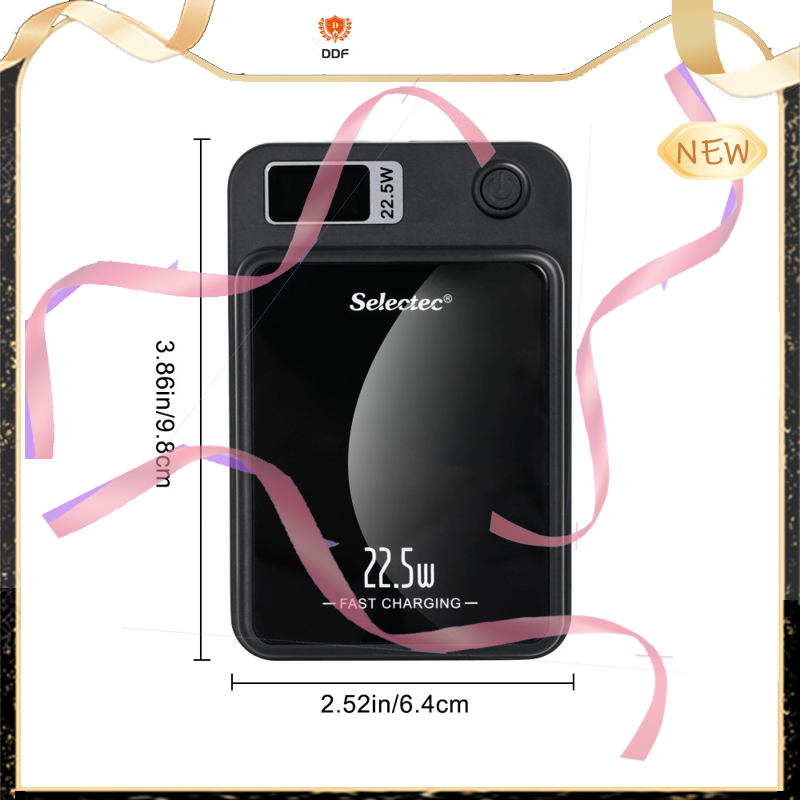 DDF
NEW
22.5W
Selectec®
3.86in/9.8cm
22.5w
FAST CHARGING
2.52in/6.4cm